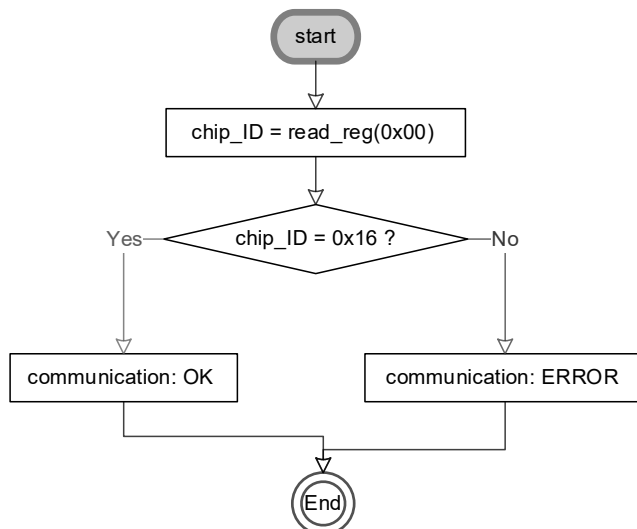 start
chip_ID = read_reg(0x00)
chip_ID = 0x16 ?
Yes
No
communication: OK
communication: ERROR
End